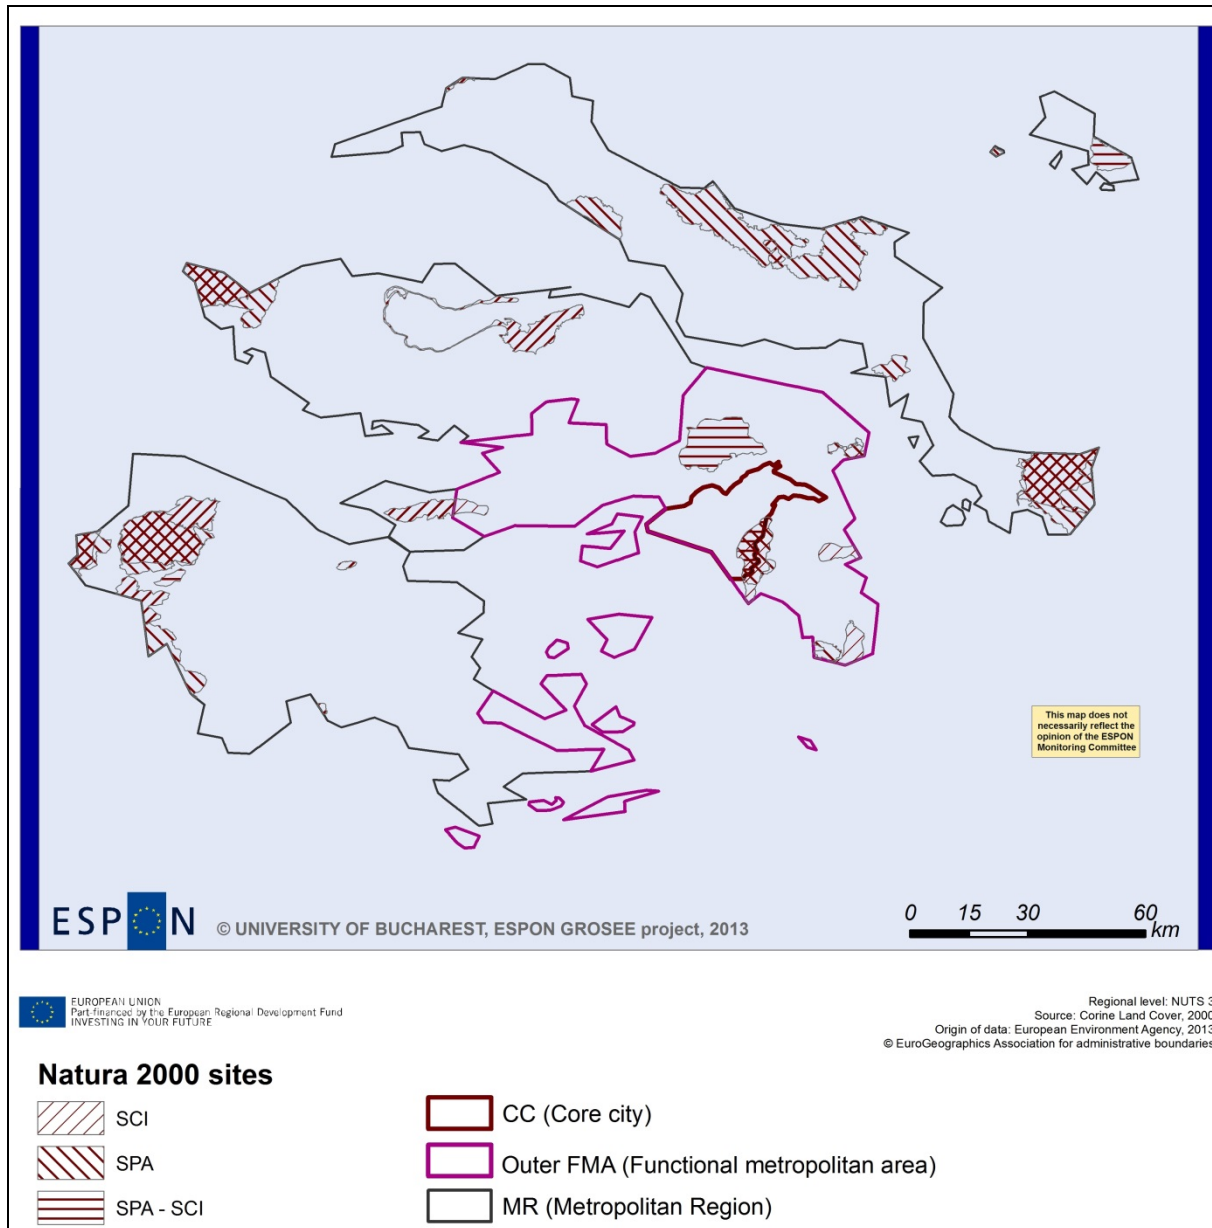 This map does not
necessarily reflect the
opinion of the ESPON
Monitoring Committee
ESPON
© UNIVERSITY OF BUCHAREST, ESPON GROSEE project, 2013
0 15 30 60
km
EUROPEAN UNION
Part-financed by the European Regional Development Fund
INVESTING IN YOUR FUTURE
Regional level: NUTS 3
Source: Corine Land Cover, 2000
Origin of data: European Environment Agency, 2013
© EuroGeographics Association for administrative boundaries
Natura 2000 sites
SCI
SPA
SPA - SCI
CC (Core city)
Outer FMA (Functional metropolitan area)
MR (Metropolitan Region)